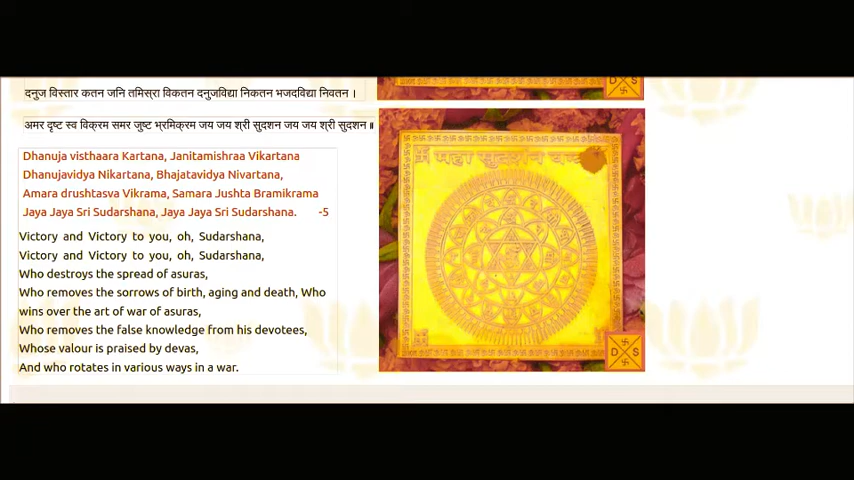 दनुज विस्तार कतन जनि तमिस्रा विकतन दनुजविद्या निकतन भजदविद्या निवतन ।
अमर दृष्ट स्व विक्रम समर जुष्ट भ्रमिक्रम जय जय श्री सुदशन जय जय श्री सुदशन॥
Dhanuja visthaara Kartana, Janitamishraa Vikartana
Dhanujavidya Nikartana, Bhajatavidya Nivartana,
Amara drushtasva Vikrama, Samara Jushta Bramikrama
Jaya Jaya Sri Sudarshana, Jaya Jaya Sri Sudarshana. -5
Victory and Victory to you, oh, Sudarshana,
Victory and Victory to you, oh, Sudarshana,
Who destroys the spread of asuras,
Who removes the sorrows of birth, aging and death, Who
wins over the art of war of asuras,
Who removes the false knowledge from his devotees,
Whose valour is praised by devas,
And who rotates in various ways in a war.
D S
महा सुदशन
D S